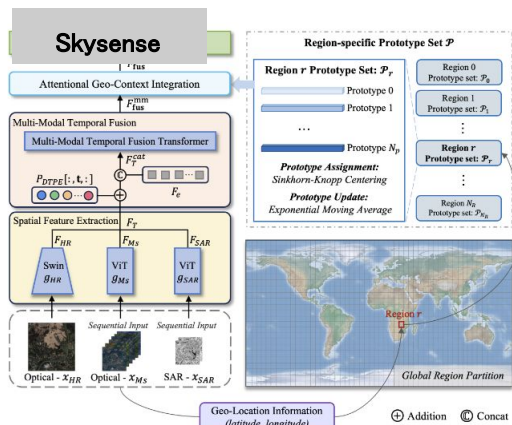 Skysense
F_fus
Attentional Geo-Context Integration
F_fus^mm
Multi-Modal Temporal Fusion
Multi-Modal Temporal Fusion Transformer
F_T^cat
P_DTPE[:, t, :]
F_e
Spatial Feature Extraction
F_T
F_HR
F_Ms
F_SAR
Swin
g_HR
ViT
g_Ms
ViT
g_SAR
Sequential Input
Sequential Input
Optical - x_HR
Optical - x_Ms
SAR - x_SAR
Geo-Location Information
(latitude, longitude)
Region-specific Prototype Set P
Region r Prototype Set: P_r
Prototype 0
Prototype 1
...
Prototype N_p
Prototype Assignment:
Sinkhorn-Knopp Centering
Prototype Update:
Exponential Moving Average
Region 0
Prototype set: P_0
Region 1
Prototype set: P_1
⋮
Region r
Prototype set: P_r
⋮
Region N_R
Prototype set: P_N_R
Region r
Global Region Partition
⊕ Addition
Ⓒ Concat